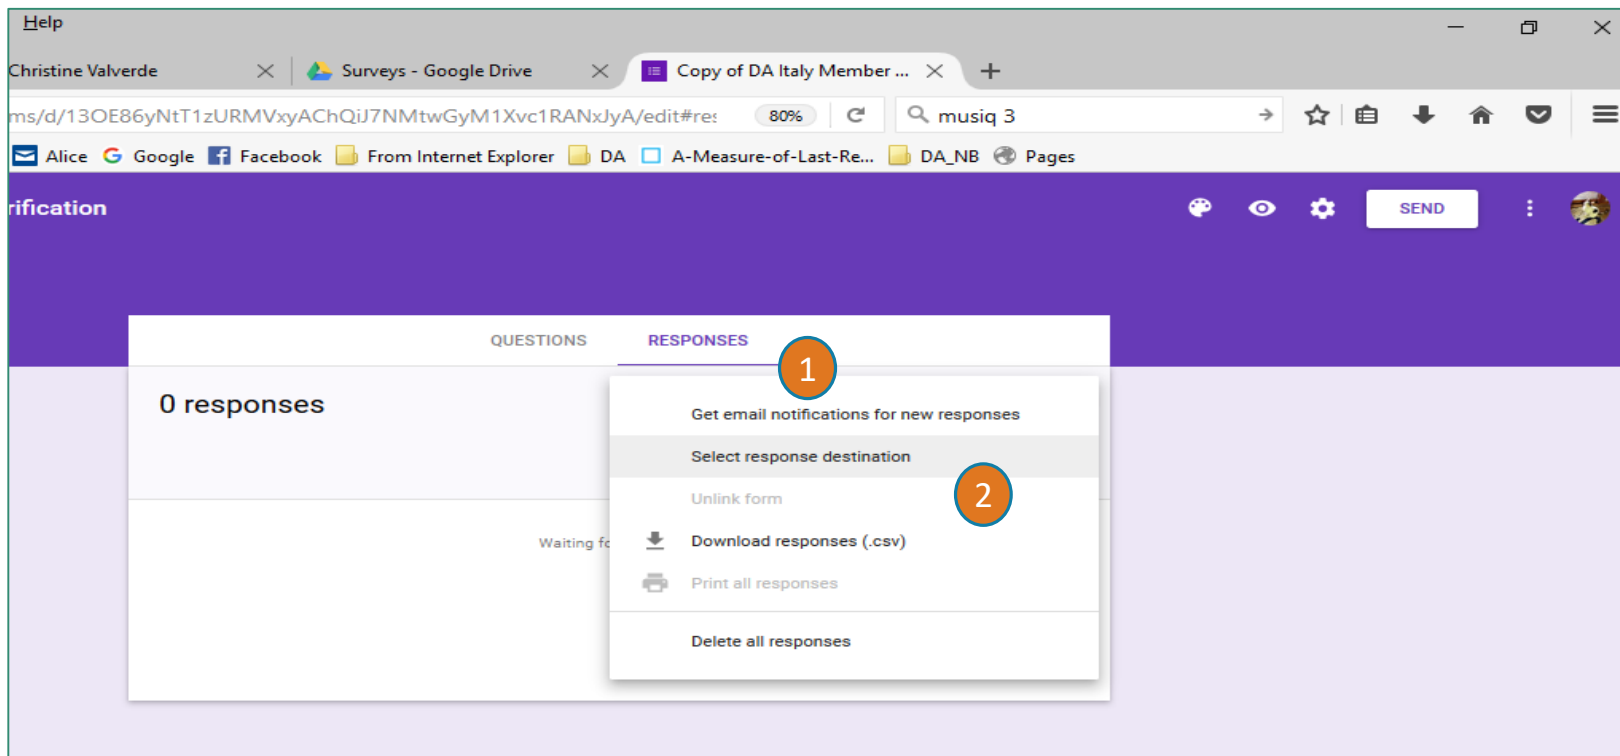 Help
Christine Valverde
Surveys - Google Drive
Copy of DA Italy Member ...
ms/d/13OE86yNtT1zURMVxyAChQiJ7NMtwGyM1Xvc1RANxJyA/edit#res
80%
musiq 3
Alice
Google
Facebook
From Internet Explorer
DA
A-Measure-of-Last-Re...
DA_NB
Pages
rification
SEND
QUESTIONS
RESPONSES
1
0 responses
Get email notifications for new responses
Select response destination
2
Unlink form
Waiting fo
Download responses (.csv)
Print all responses
Delete all responses